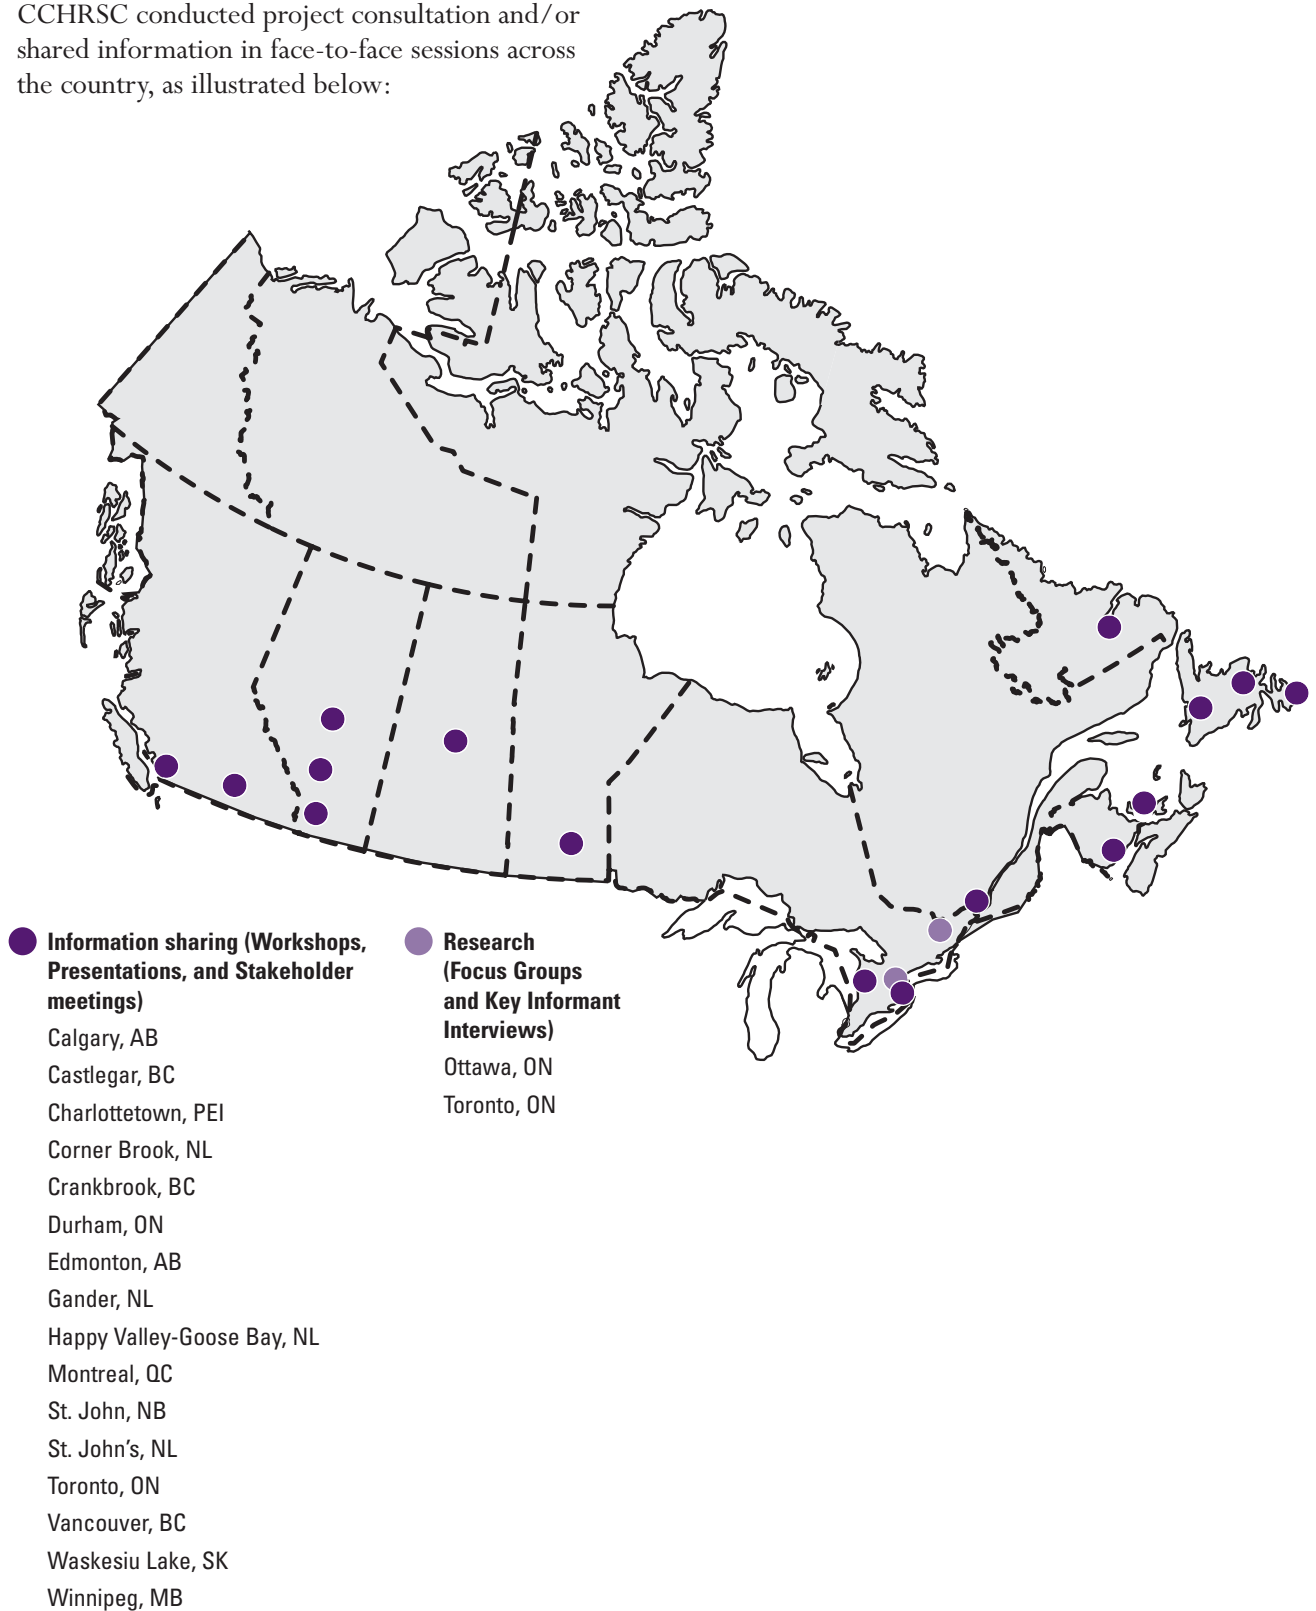 CCHRSC conducted project consultation and/or
shared information in face-to-face sessions across
the country, as illustrated below:
Information sharing (Workshops,
Presentations, and Stakeholder
meetings)
Calgary, AB
Castlegar, BC
Charlottetown, PEI
Corner Brook, NL
Crankbrook, BC
Durham, ON
Edmonton, AB
Gander, NL
Happy Valley-Goose Bay, NL
Montreal, QC
St. John, NB
St. John’s, NL
Toronto, ON
Vancouver, BC
Waskesiu Lake, SK
Winnipeg, MB
Research
(Focus Groups
and Key Informant
Interviews)
Ottawa, ON
Toronto, ON